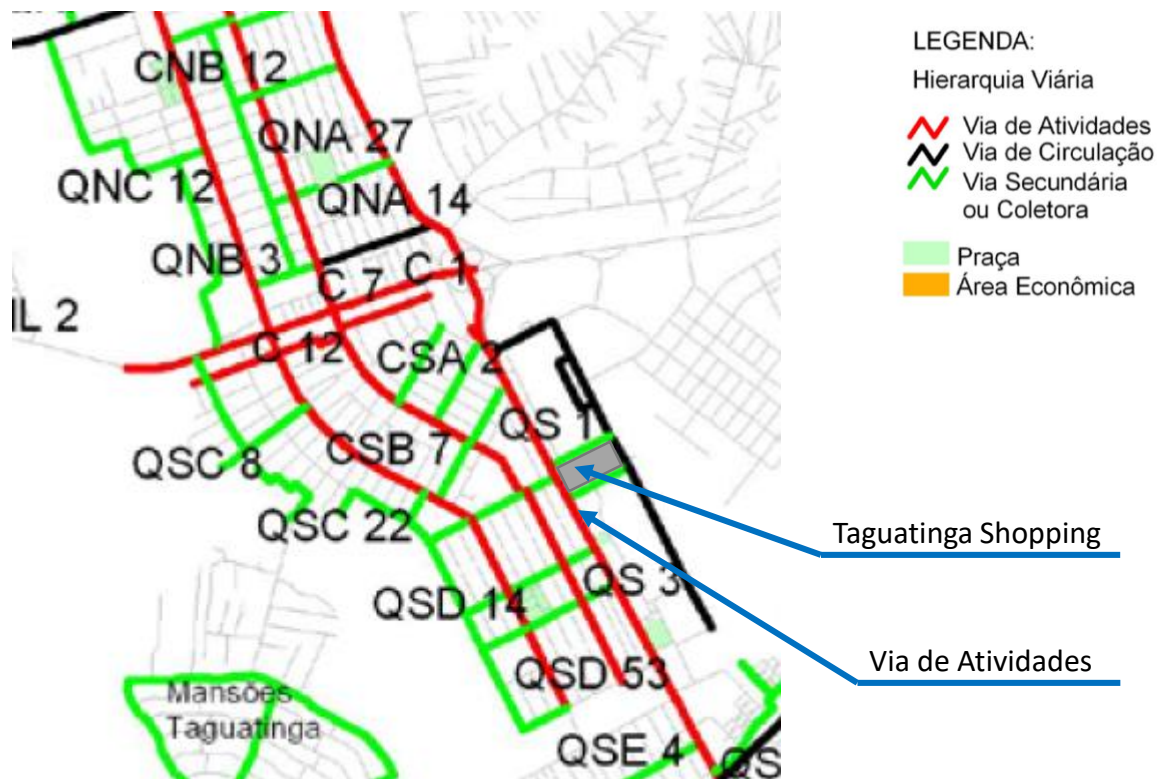 CNB 12
QNA 27
QNC 12
QNA 14
QNB 3
C 1
C 7
IL 2
C 12
CSA 2
QS 1
CSB 7
QSC 8
QSC 22
QS 3
QSD 14
QSD 53
Mansões
Taguatinga
QSE 4
QS
LEGENDA:
Hierarquia Viária
Via de Atividades
Via de Circulação
Via Secundária
ou Coletora
Praça
Área Econômica
Taguatinga Shopping
Via de Atividades